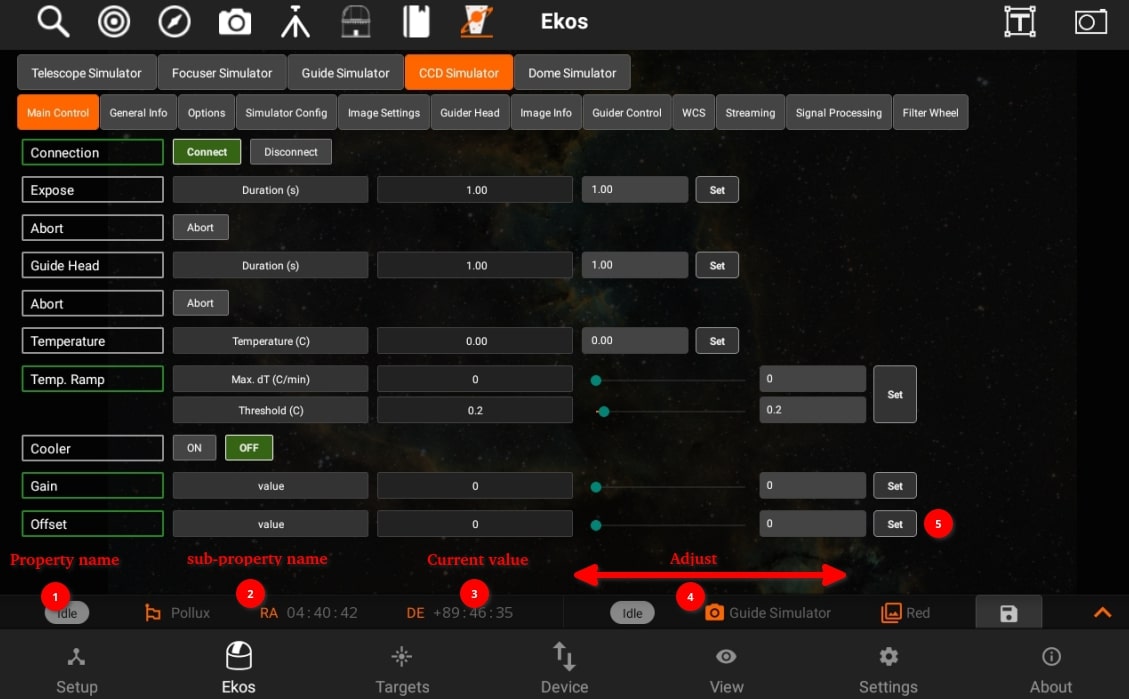 Ekos
Telescope Simulator Focuser Simulator Guide Simulator CCD Simulator Dome Simulator
Main Control General Info Options Simulator Config Image Settings Guider Head Image Info Guider Control WCS Streaming Signal Processing Filter Wheel
Connection Connect Disconnect
Expose Duration (s) 1.00 1.00 Set
Abort Abort
Guide Head Duration (s) 1.00 1.00 Set
Abort Abort
Temperature Temperature (C) 0.00 0.00 Set
Temp. Ramp Max. dT (C/min) 0 0 Set
Threshold (C) 0.2 0.2
Cooler ON OFF
Gain value 0 0 Set
Offset value 0 0 Set 5
Property name sub-property name Current value Adjust
1 2 3 4
Idle Pollux RA 04:40:42 DE +89:46:35 Idle Guide Simulator Red
Setup Ekos Targets Device View Settings About